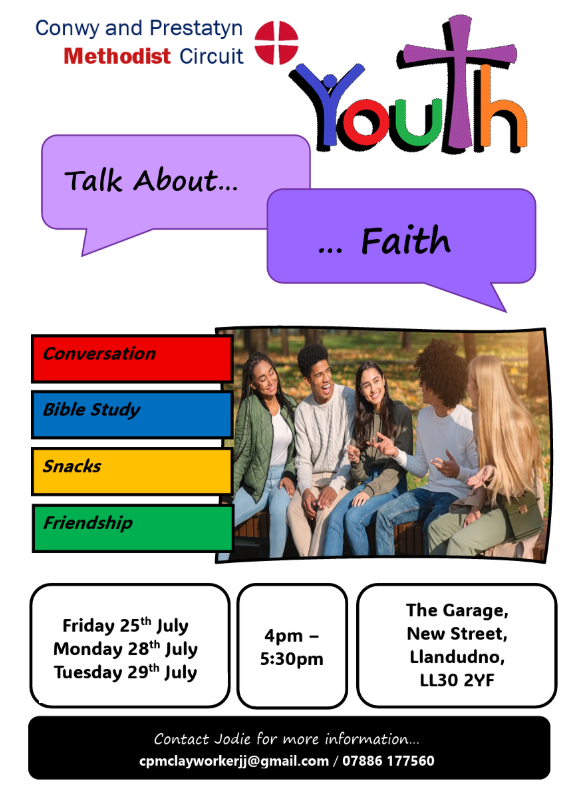 Conwy and Prestatyn
Methodist Circuit
Youth
Talk About...
... Faith
Conversation
Bible Study
Snacks
Friendship
Friday 25th July
Monday 28th July
Tuesday 29th July
4pm –
5:30pm
The Garage,
New Street,
Llandudno,
LL30 2YF
Contact Jodie for more information...
cpmclayworkerjj@gmail.com / 07886 177560